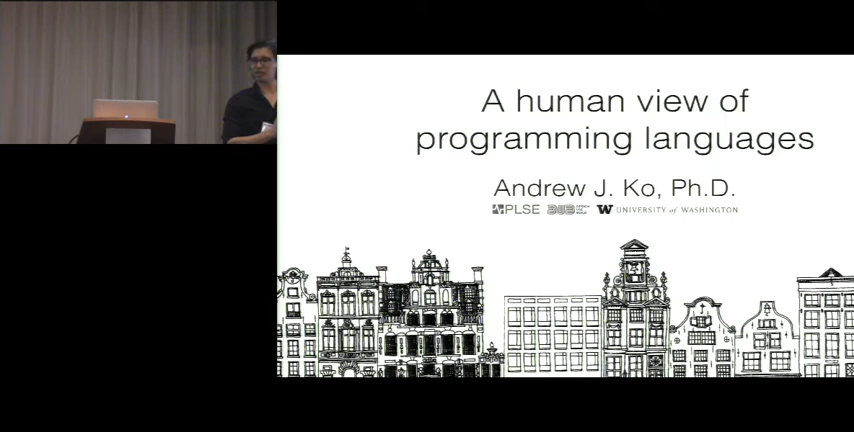 A human view of
programming languages
Andrew J. Ko, Ph.D.
PLSE
W UNIVERSITY of WASHINGTON